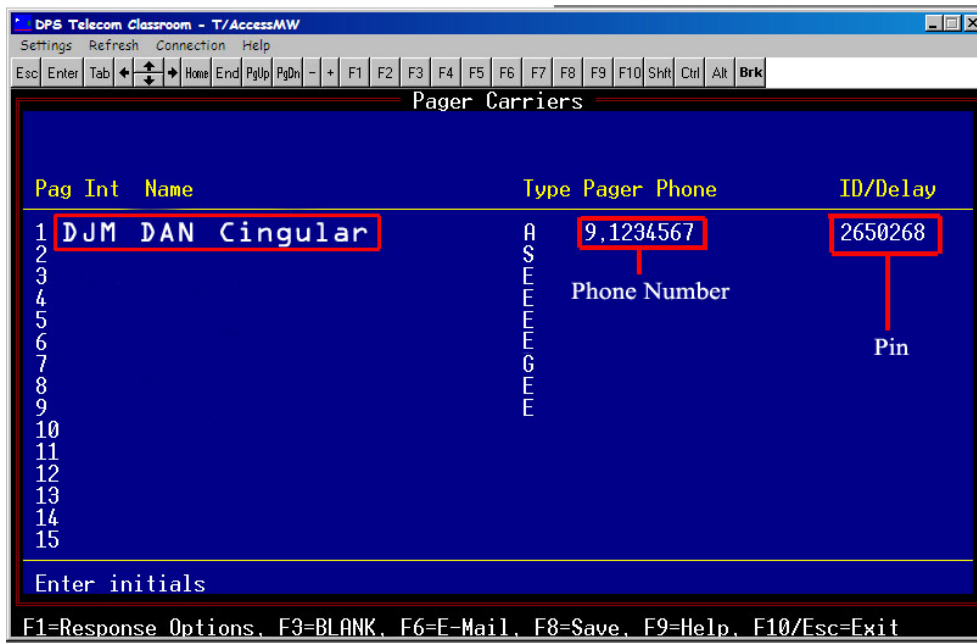 DPS Telecom Classroom - T/AccessMW
Settings Refresh Connection Help
Esc Enter Tab Home End PgUp PgDn - + F1 F2 F3 F4 F5 F6 F7 F8 F9 F10 Shft Ctrl Alt Brk
Pager Carriers
Pag Int Name Type Pager Phone ID/Delay
1 DJM DAN Cingular A 9,1234567 2650268
2 S
3 E
4 E
Phone Number
5 E
6 E
Pin
7 G
8 E
9 E
10
11
12
13
14
15
Enter initials
F1=Response Options, F3=BLANK, F6=E-Mail, F8=Save, F9=Help, F10/Esc=Exit